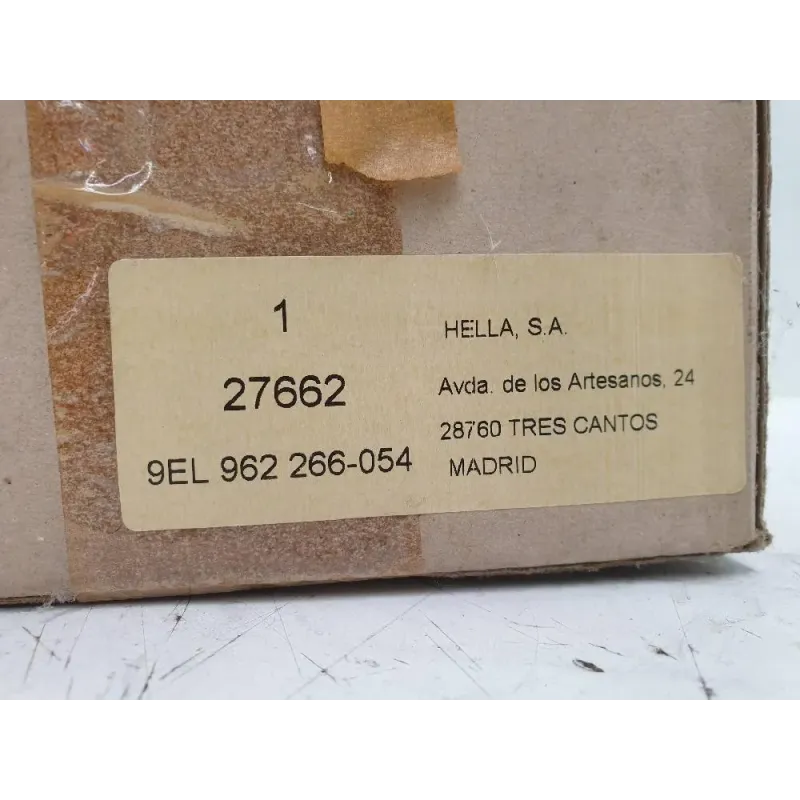 1
27662
9EL 962 266-054
HELLA, S.A.
Avda. de los Artesanos, 24
28760 TRES CANTOS
MADRID